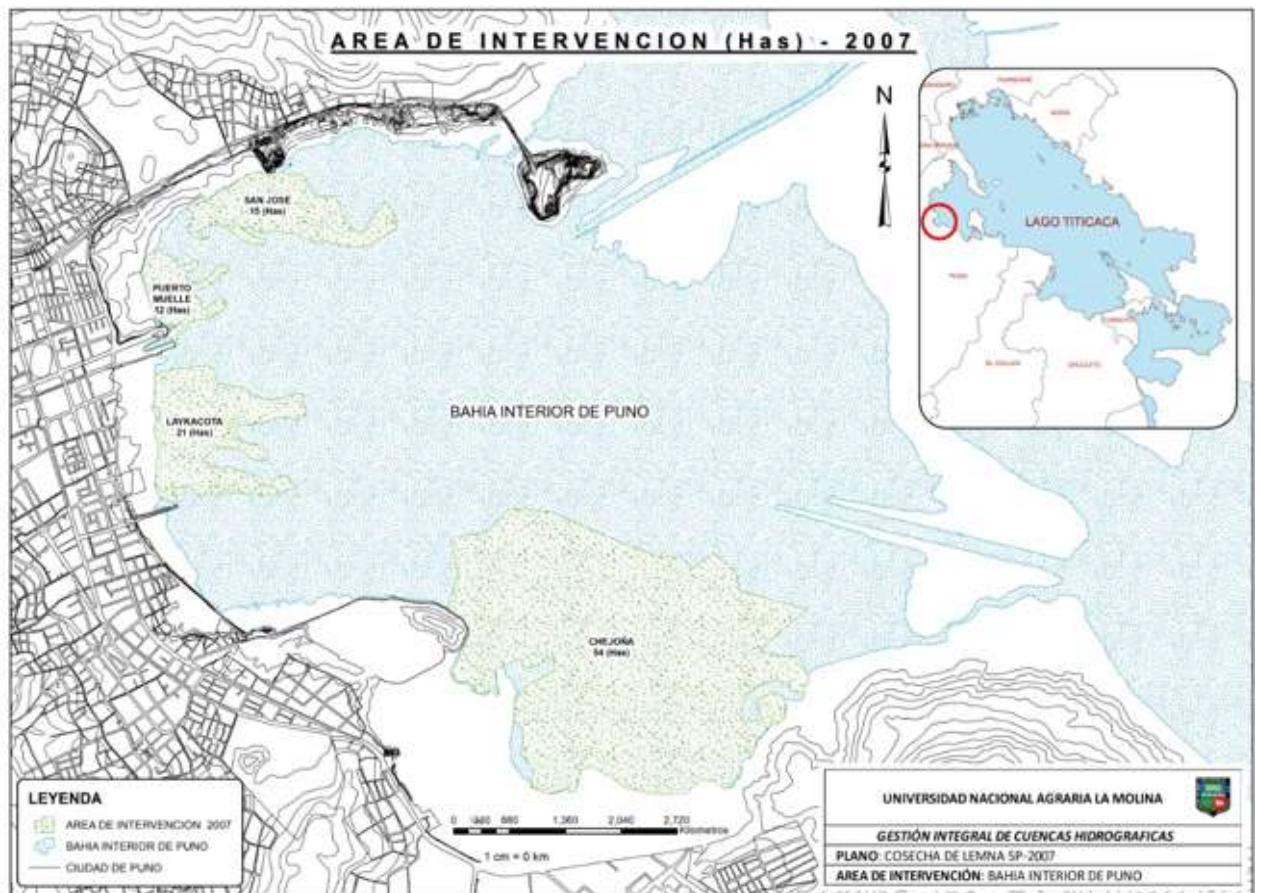 AREA DE INTERVENCION (Has) - 2007
N
LAGO TITICACA
PUNO
SAN JOSE
15 (Has)
PUERTO
MUELLE
12 (Has)
LAYKACOTA
21 (Has)
BAHIA INTERIOR DE PUNO
CHEJOÑA
54 (Has)
LEYENDA
AREA DE INTERVENCION 2007
BAHIA INTERIOR DE PUNO
CIUDAD DE PUNO
0 680 1,360 2,040 2,720
Kilometros
1 cm = 0 km
UNIVERSIDAD NACIONAL AGRARIA LA MOLINA
GESTIÓN INTEGRAL DE CUENCAS HIDROGRAFICAS
PLANO: COSECHA DE LEMNA SP-2007
AREA DE INTERVENCIÓN: BAHIA INTERIOR DE PUNO